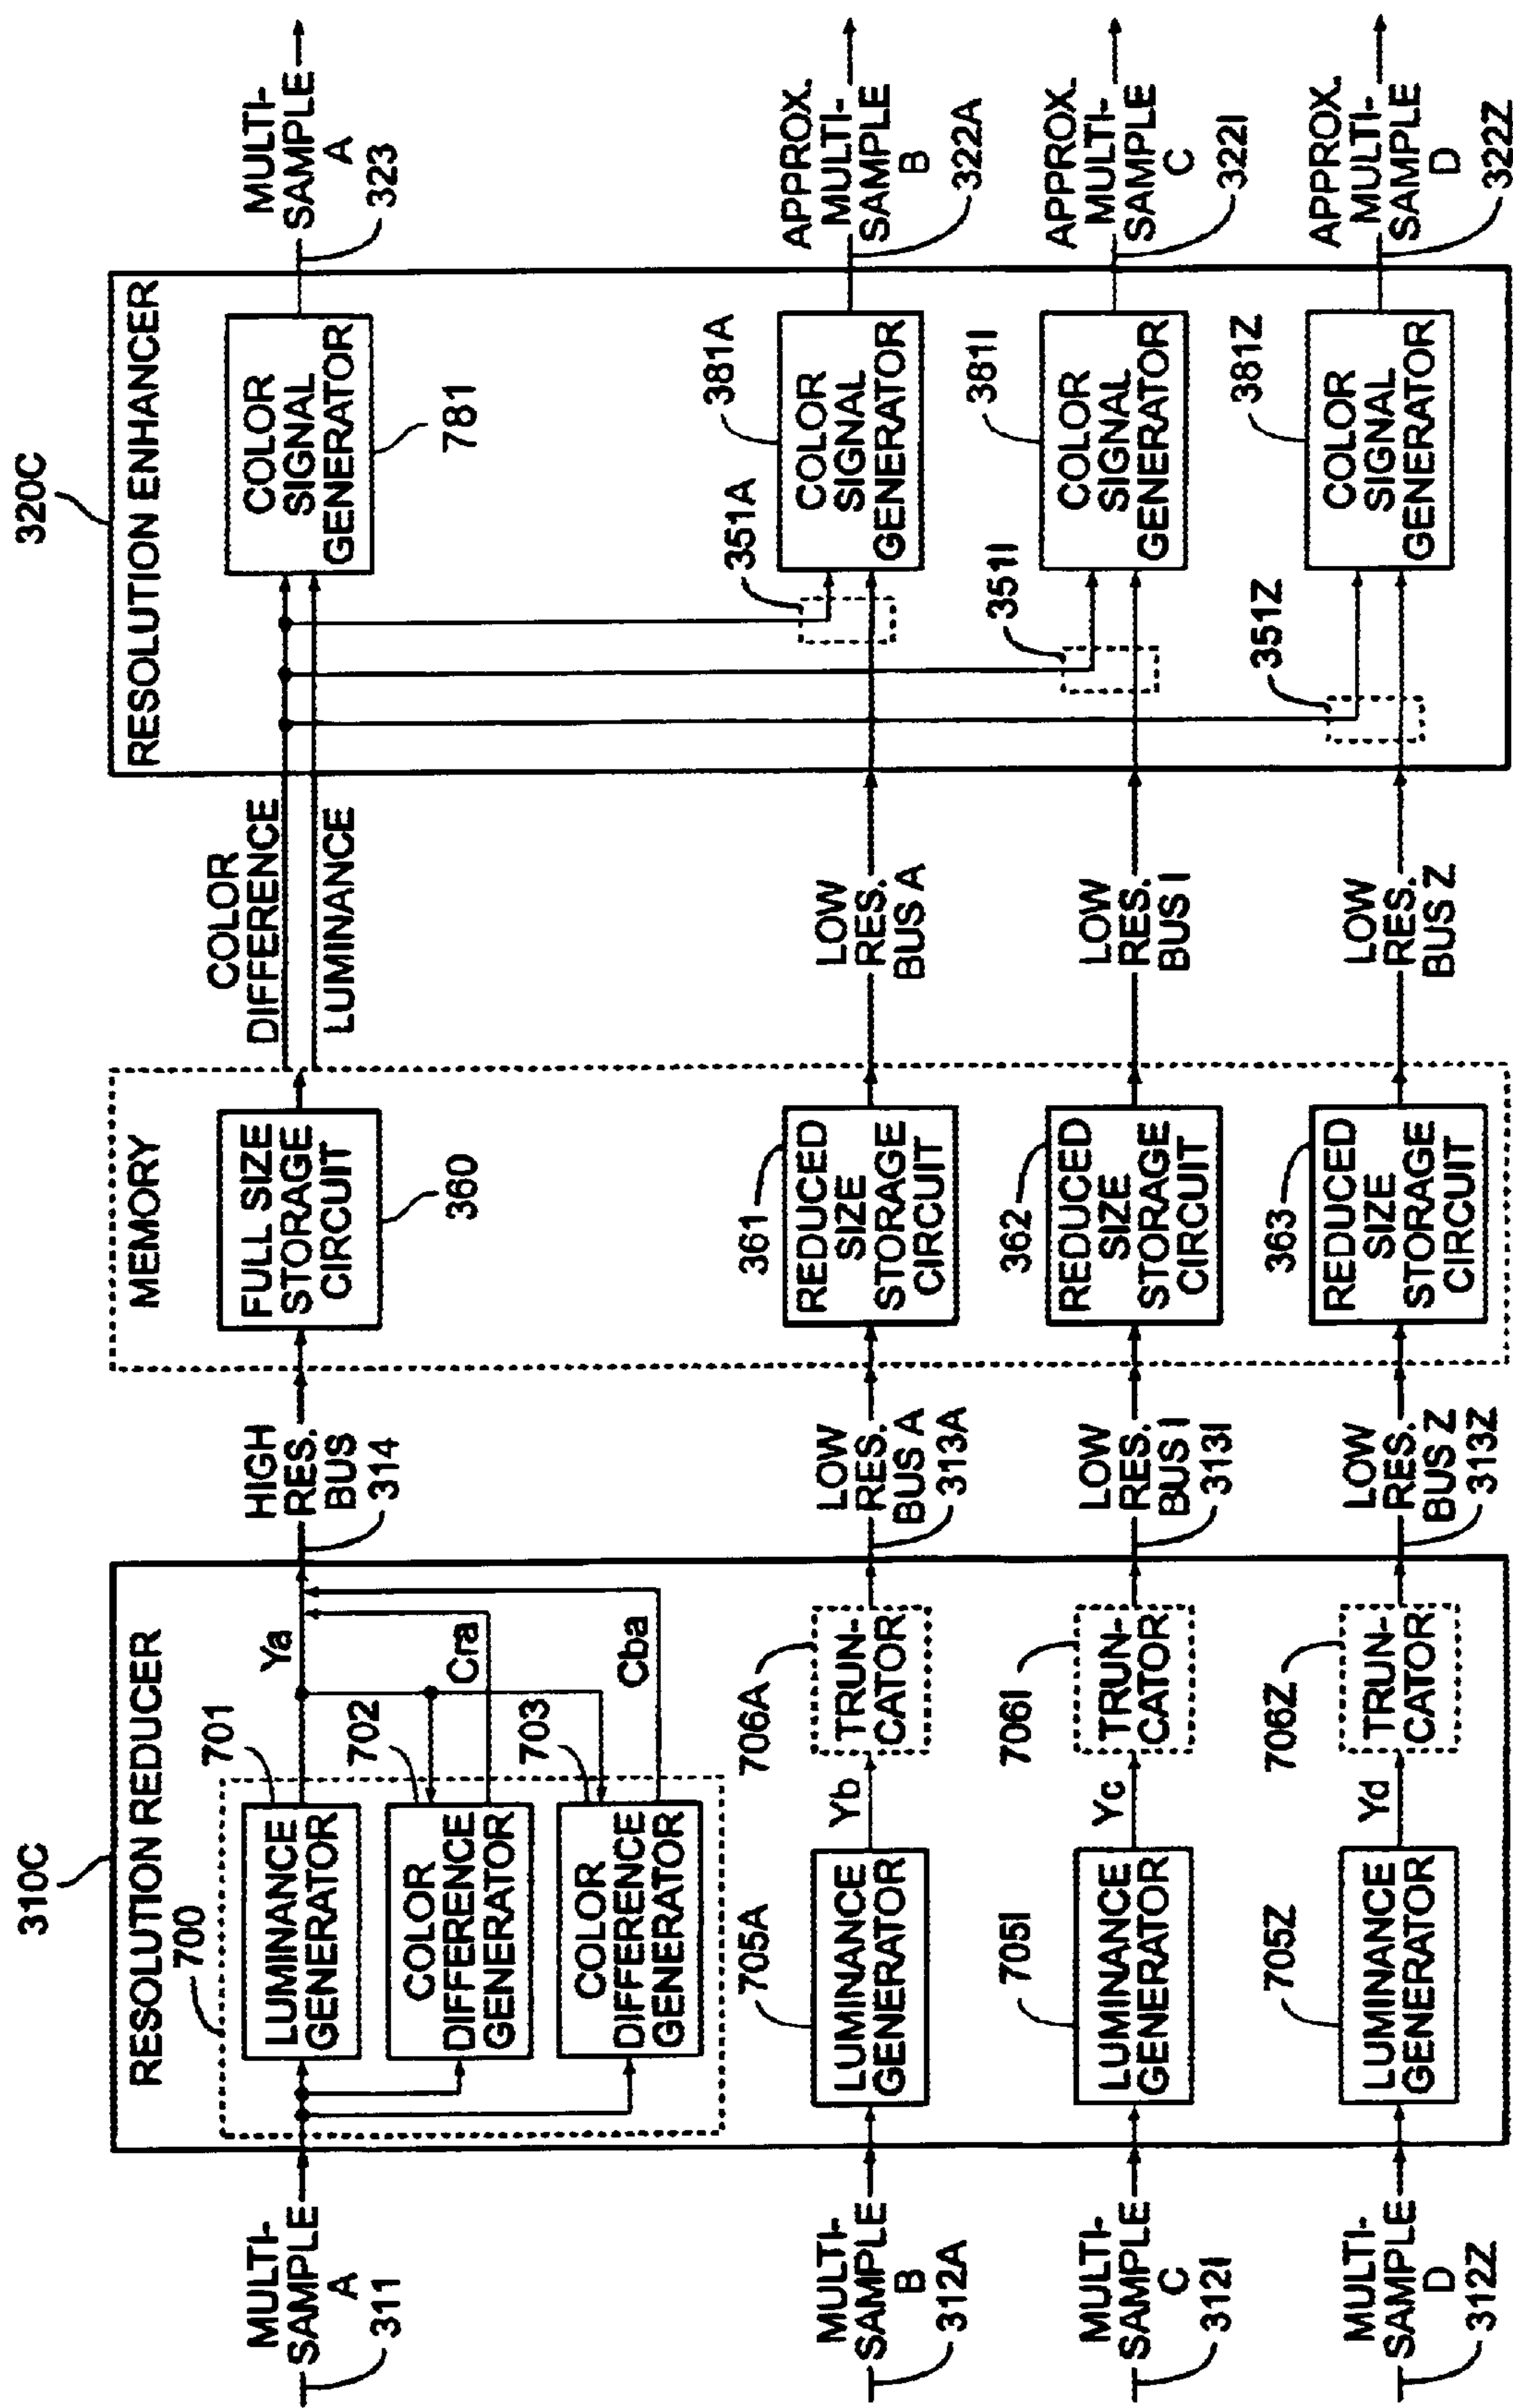 310C
RESOLUTION REDUCER
700
701
LUMINANCE
GENERATOR
702
COLOR
DIFFERENCE
GENERATOR
703
COLOR
DIFFERENCE
GENERATOR
Ya
Cra
Cba
MULTI-
SAMPLE
A
311
MULTI-
SAMPLE
B
312A
705A
LUMINANCE
GENERATOR
Yb
706A
TRUN-
CATOR
MULTI-
SAMPLE
C
312I
705I
LUMINANCE
GENERATOR
Yc
706I
TRUN-
CATOR
MULTI-
SAMPLE
D
312Z
705Z
LUMINANCE
GENERATOR
Yd
706Z
TRUN-
CATOR
HIGH
RES.
BUS
314
LOW
RES.
BUS A
313A
LOW
RES.
BUS I
313I
LOW
RES.
BUS Z
313Z
MEMORY
FULL SIZE
STORAGE
CIRCUIT
360
361
REDUCED
SIZE
STORAGE
CIRCUIT
362
REDUCED
SIZE
STORAGE
CIRCUIT
363
REDUCED
SIZE
STORAGE
CIRCUIT
COLOR
DIFFERENCE
LUMINANCE
LOW
RES.
BUS A
LOW
RES.
BUS I
LOW
RES.
BUS Z
320C
RESOLUTION ENHANCER
COLOR
SIGNAL
GENERATOR
781
351A
381A
COLOR
SIGNAL
GENERATOR
351I
381I
COLOR
SIGNAL
GENERATOR
351Z
381Z
COLOR
SIGNAL
GENERATOR
MULTI-
SAMPLE
A
323
APPROX.
MULTI-
SAMPLE
B
322A
APPROX.
MULTI-
SAMPLE
C
322I
APPROX.
MULTI-
SAMPLE
D
322Z